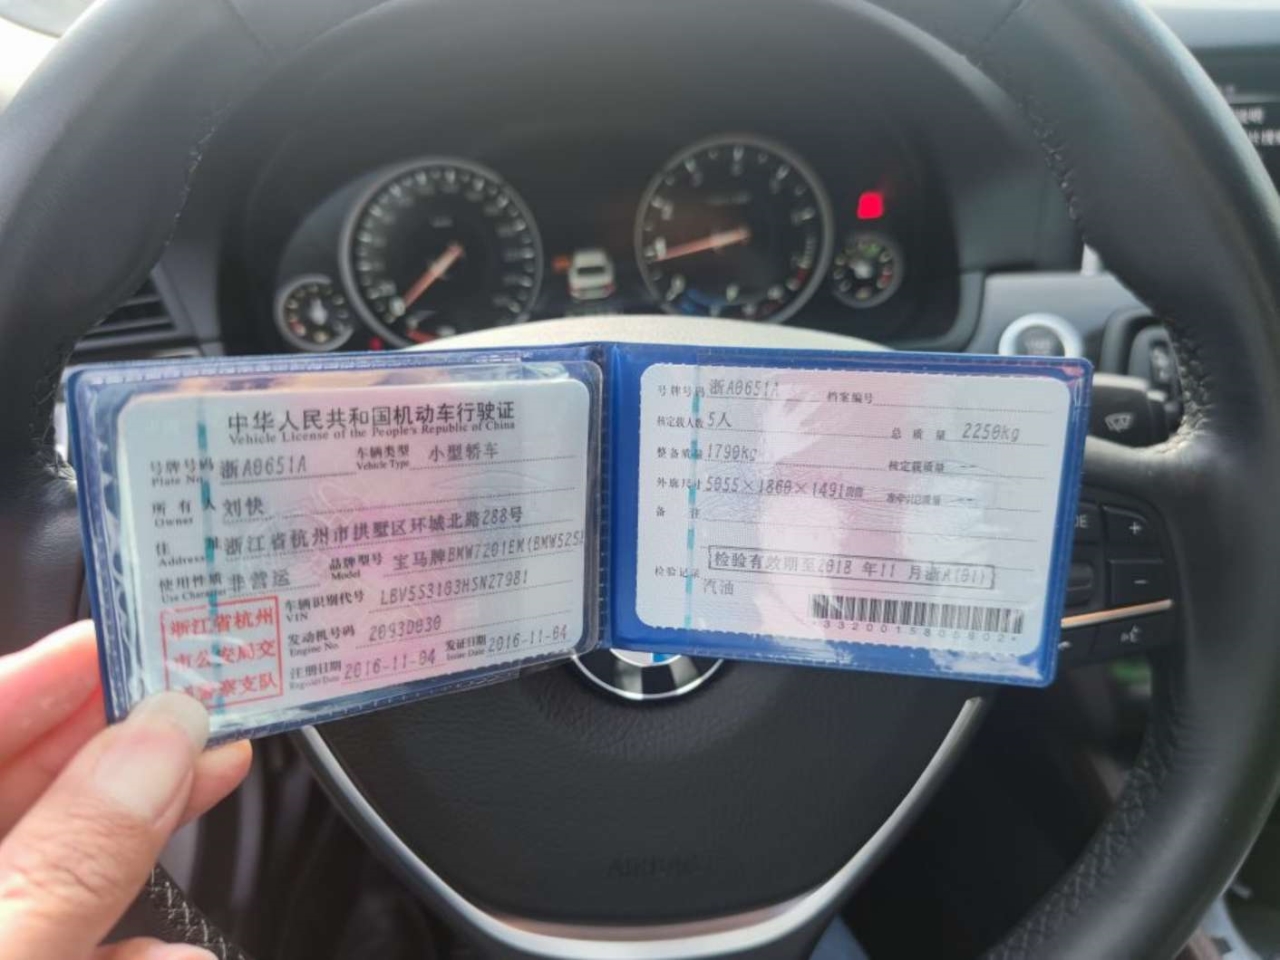 中华人民共和国机动车行驶证
Vehicle License of the People's Republic of China
号牌号码 浙A0651A 车辆类型 小型轿车
Plate No. Vehicle Type
所有人 刘快
Owner
住址 浙江省杭州市拱墅区环城北路288号
Address
使用性质 非营运 品牌型号 宝马牌BMW7201EM(BMW525
Use Character Model
车辆识别代号 LBV5S3103HSN27981
VIN
发动机号码 2093D030
Engine No.
注册日期 2016-11-04 发证日期 2016-11-04
Register Date Issue Date
浙江省杭州
市公安局交
警察支队
号牌号码 浙A0651A 档案编号
核定载人数 5人 总质量 2250kg
整备质量 1790kg 核定载质量 --
外廓尺寸 5055×1860×1491mm 准牵引总质量 --
备注
检验有效期至2018年11月浙A(01)
检验记录
汽油
*3320015806802*
AIRBAG